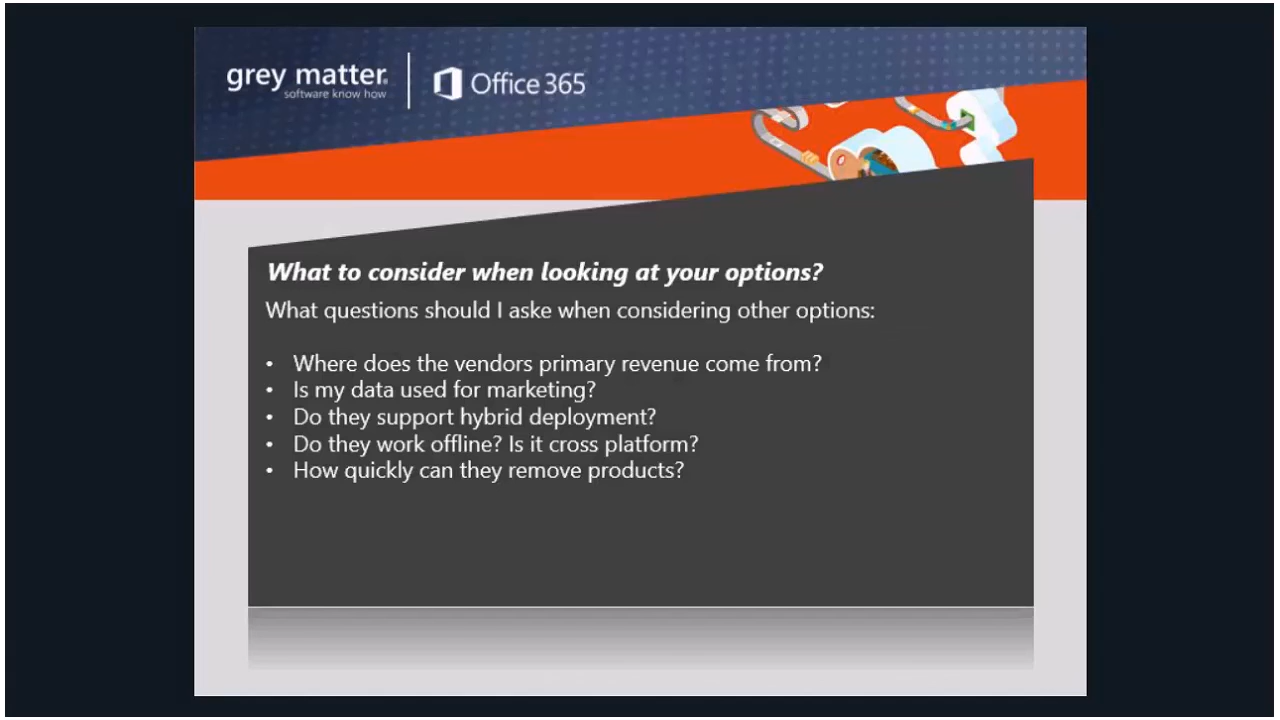 grey matter.
software know how
Office 365
What to consider when looking at your options?
What questions should I aske when considering other options:
• Where does the vendors primary revenue come from?
• Is my data used for marketing?
• Do they support hybrid deployment?
• Do they work offline? Is it cross platform?
• How quickly can they remove products?